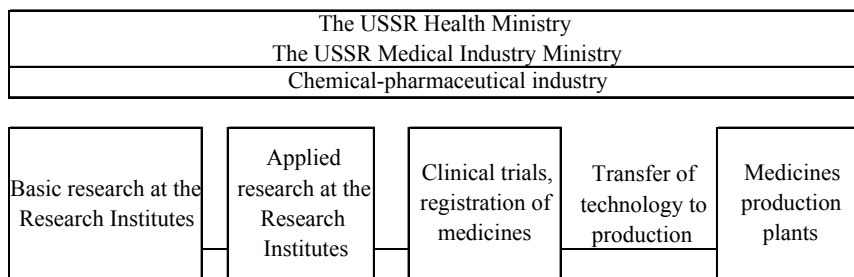 The USSR Health Ministry
The USSR Medical Industry Ministry
Chemical-pharmaceutical industry
Basic research at the
Research Institutes
Applied
research at the
Research
Institutes
Clinical trials,
registration of
medicines
Transfer of
technology to
production
Medicines
production
plants